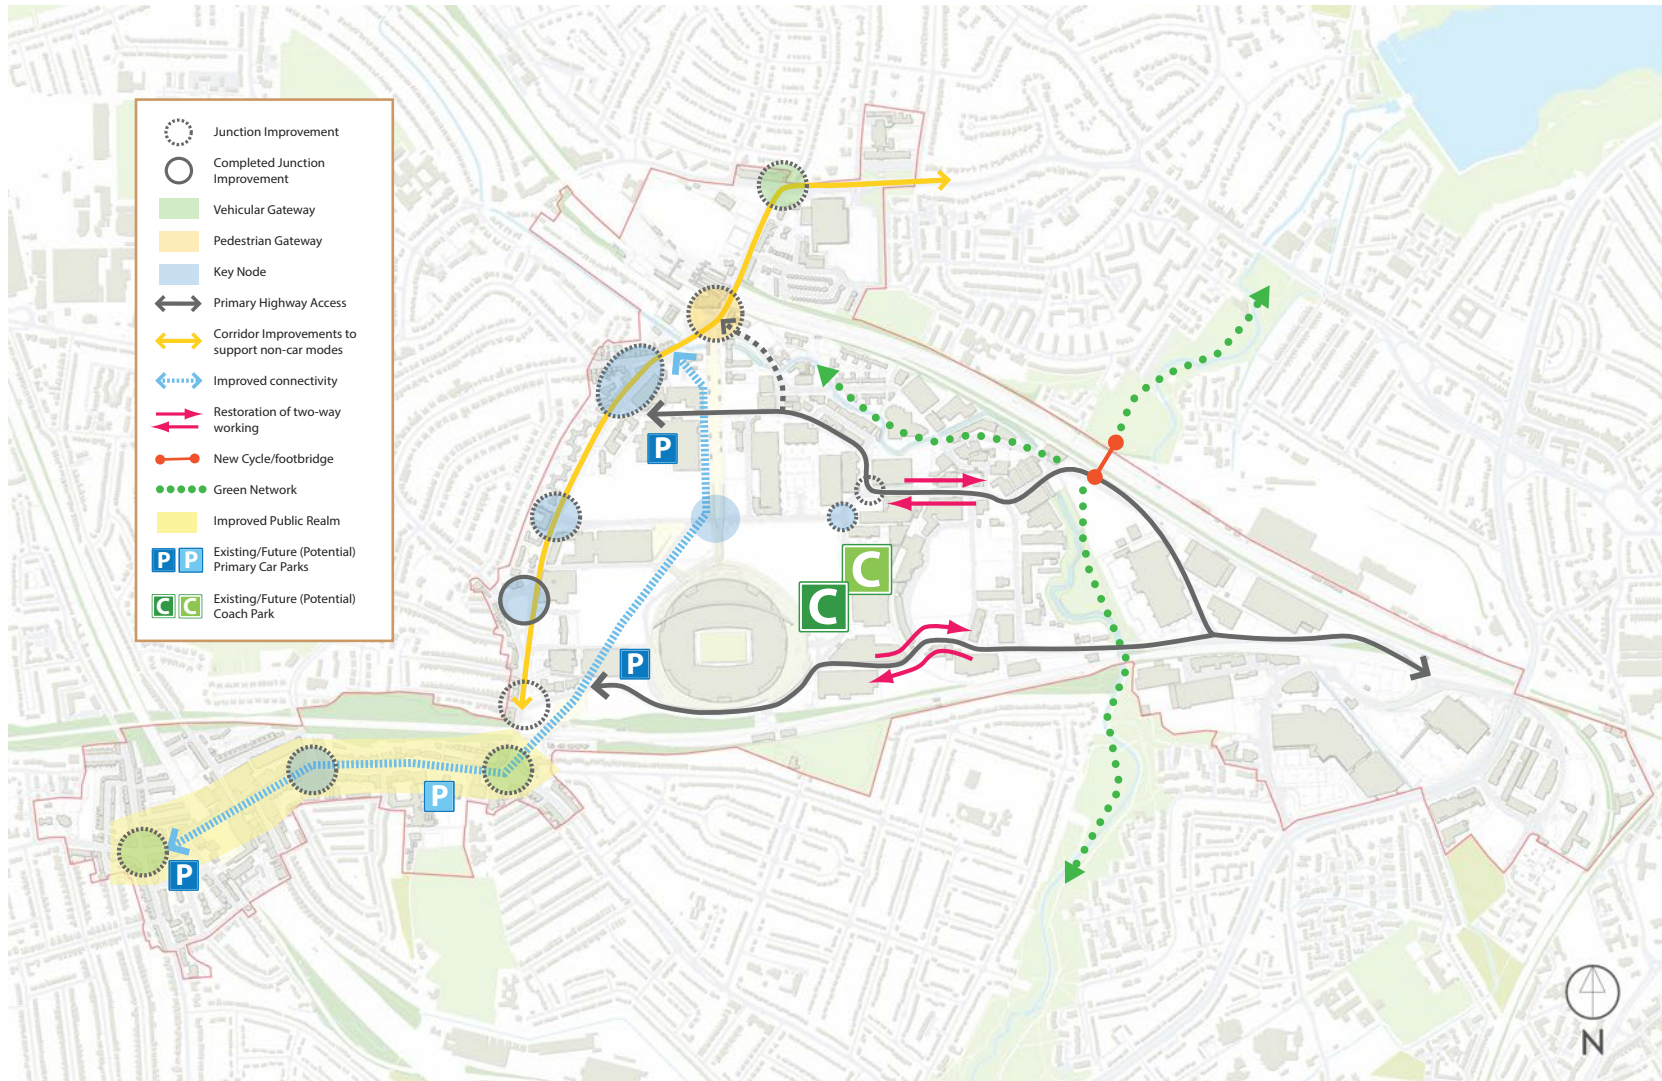 Junction Improvement
Completed Junction
Improvement
Vehicular Gateway
Pedestrian Gateway
Key Node
Primary Highway Access
Corridor Improvements to
support non-car modes
Improved connectivity
Restoration of two-way
working
New Cycle/footbridge
Green Network
Improved Public Realm
P P Existing/Future (Potential)
Primary Car Parks
C C Existing/Future (Potential)
Coach Park
P
C
C
P
P
P
N